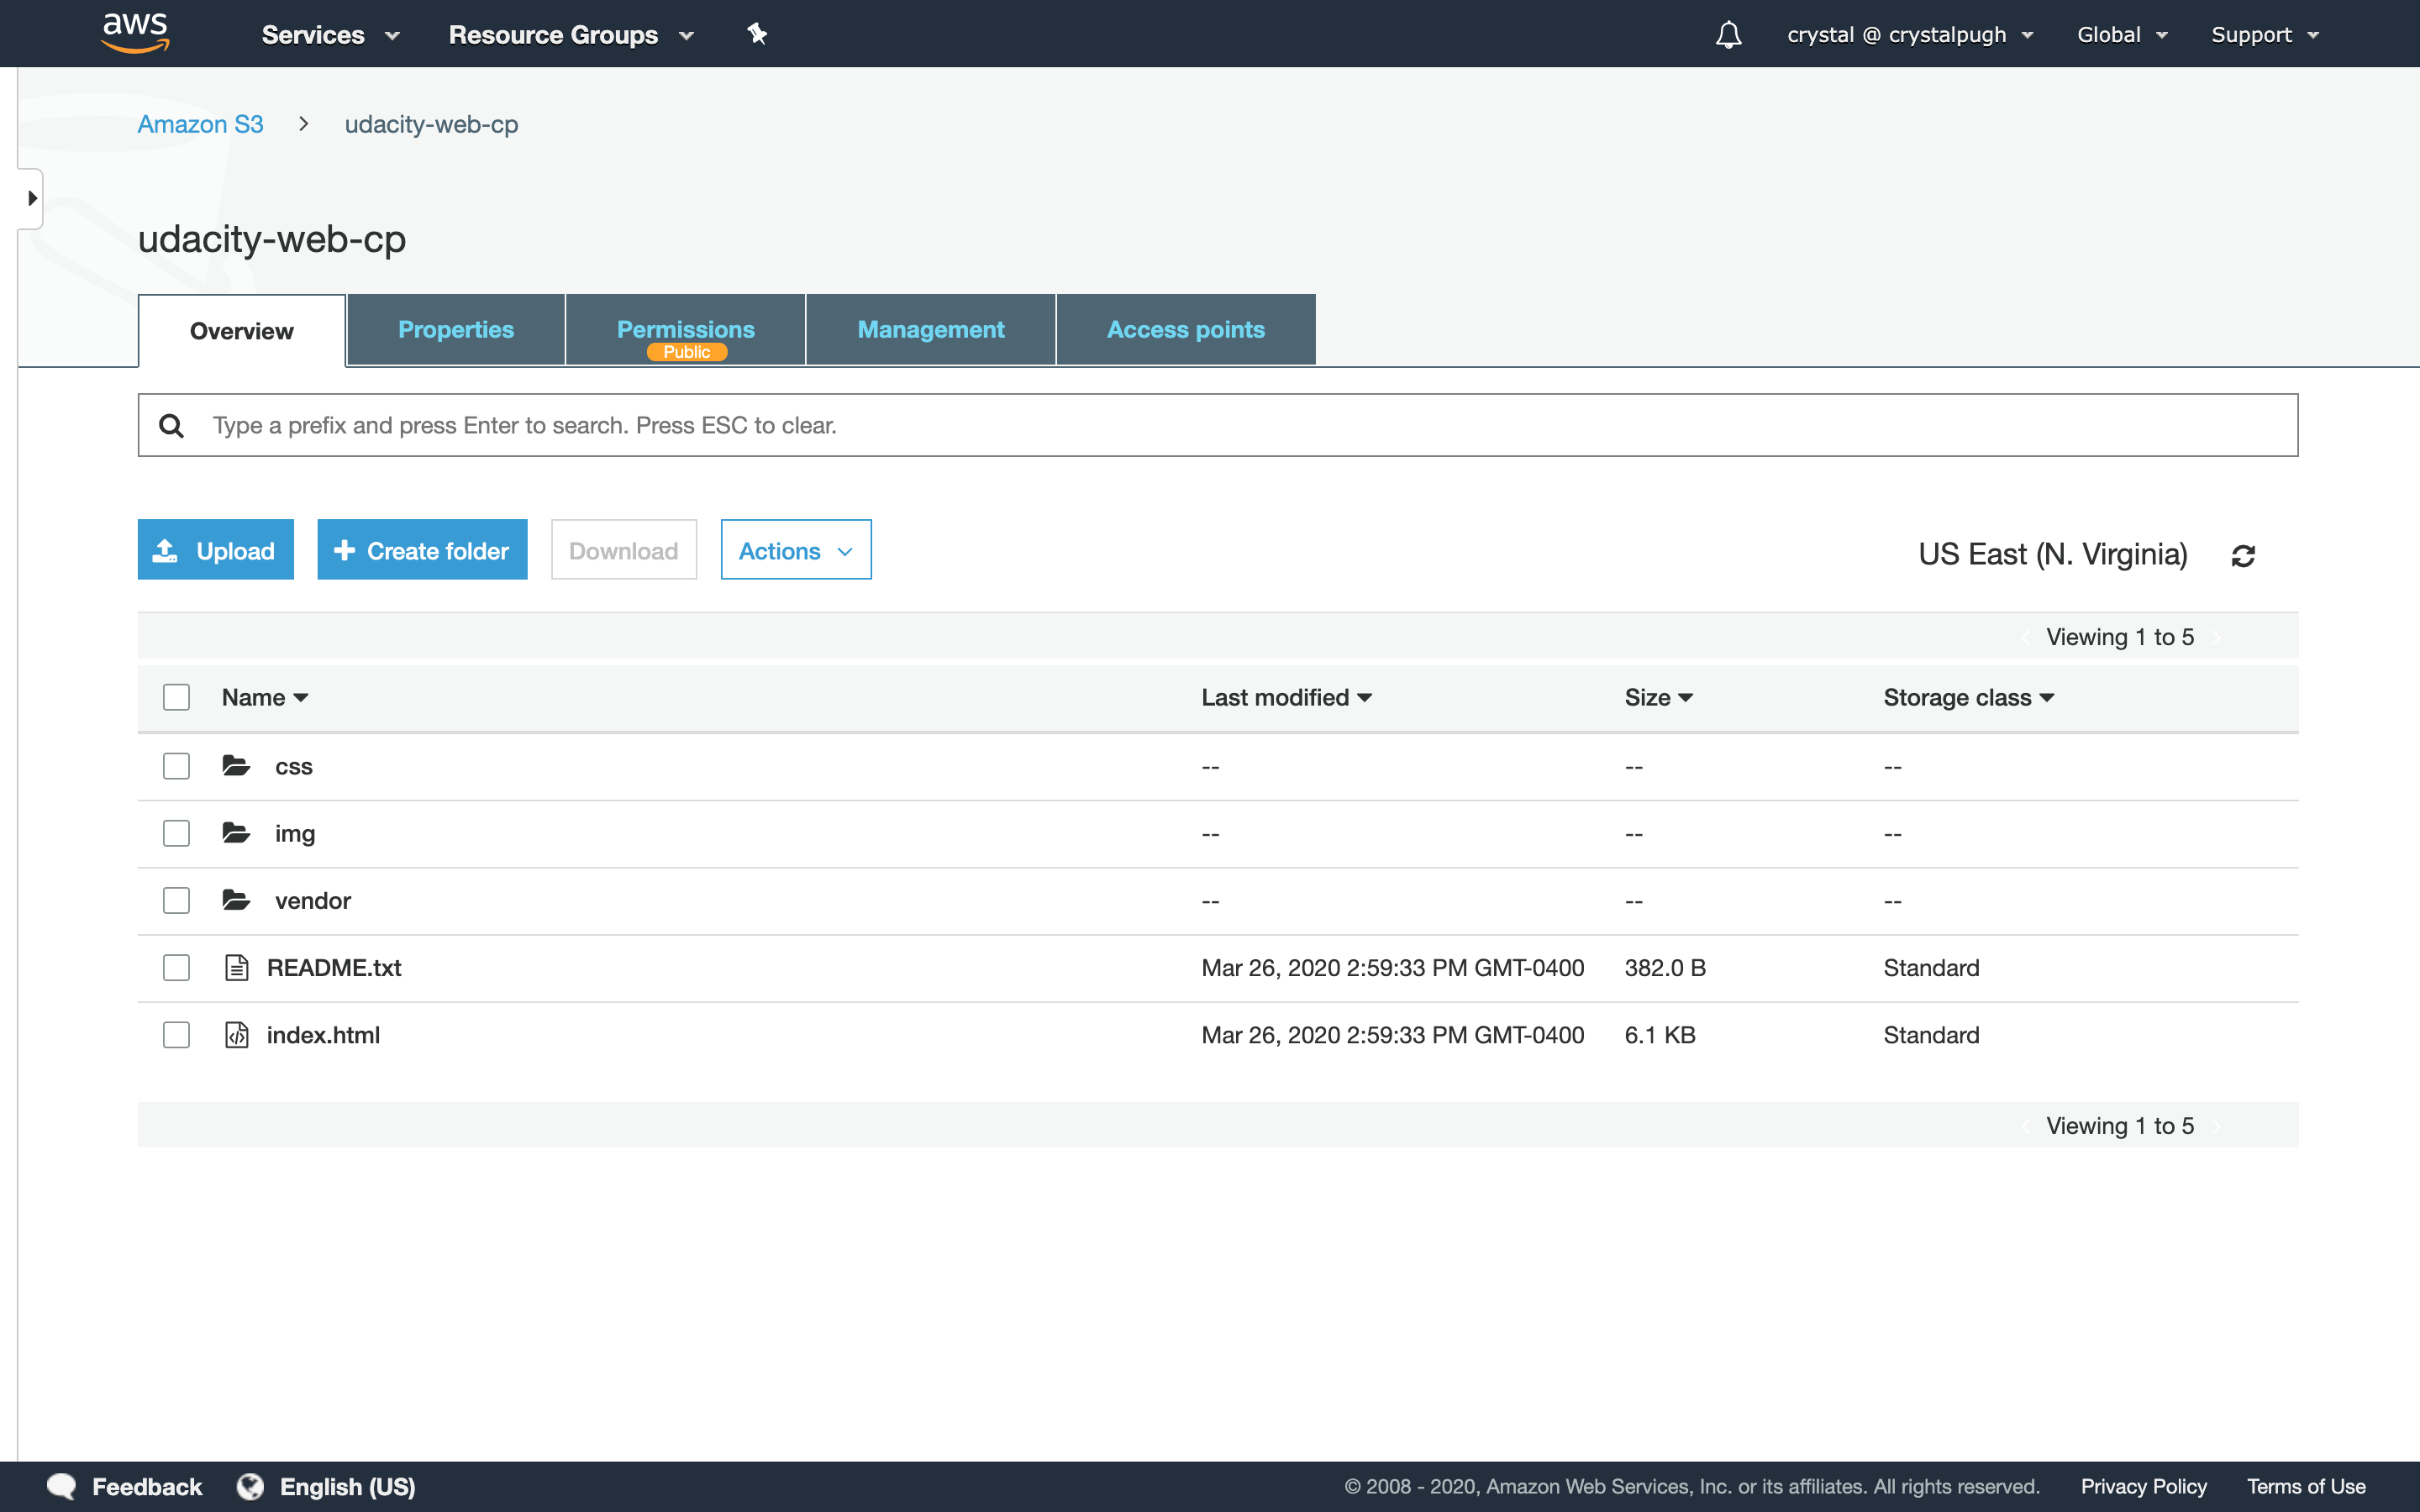 aws Services Resource Groups crystal @ crystalpugh Global Support
Amazon S3 > udacity-web-cp
udacity-web-cp
Overview Properties Permissions Management Access points
Public
Type a prefix and press Enter to search. Press ESC to clear.
Upload Create folder Download Actions US East (N. Virginia)
Viewing 1 to 5
Name Last modified Size Storage class
css -- -- --
img -- -- --
vendor -- -- --
README.txt Mar 26, 2020 2:59:33 PM GMT-0400 382.0 B Standard
index.html Mar 26, 2020 2:59:33 PM GMT-0400 6.1 KB Standard
Viewing 1 to 5
Feedback English (US) © 2008 - 2020, Amazon Web Services, Inc. or its affiliates. All rights reserved. Privacy Policy Terms of Use